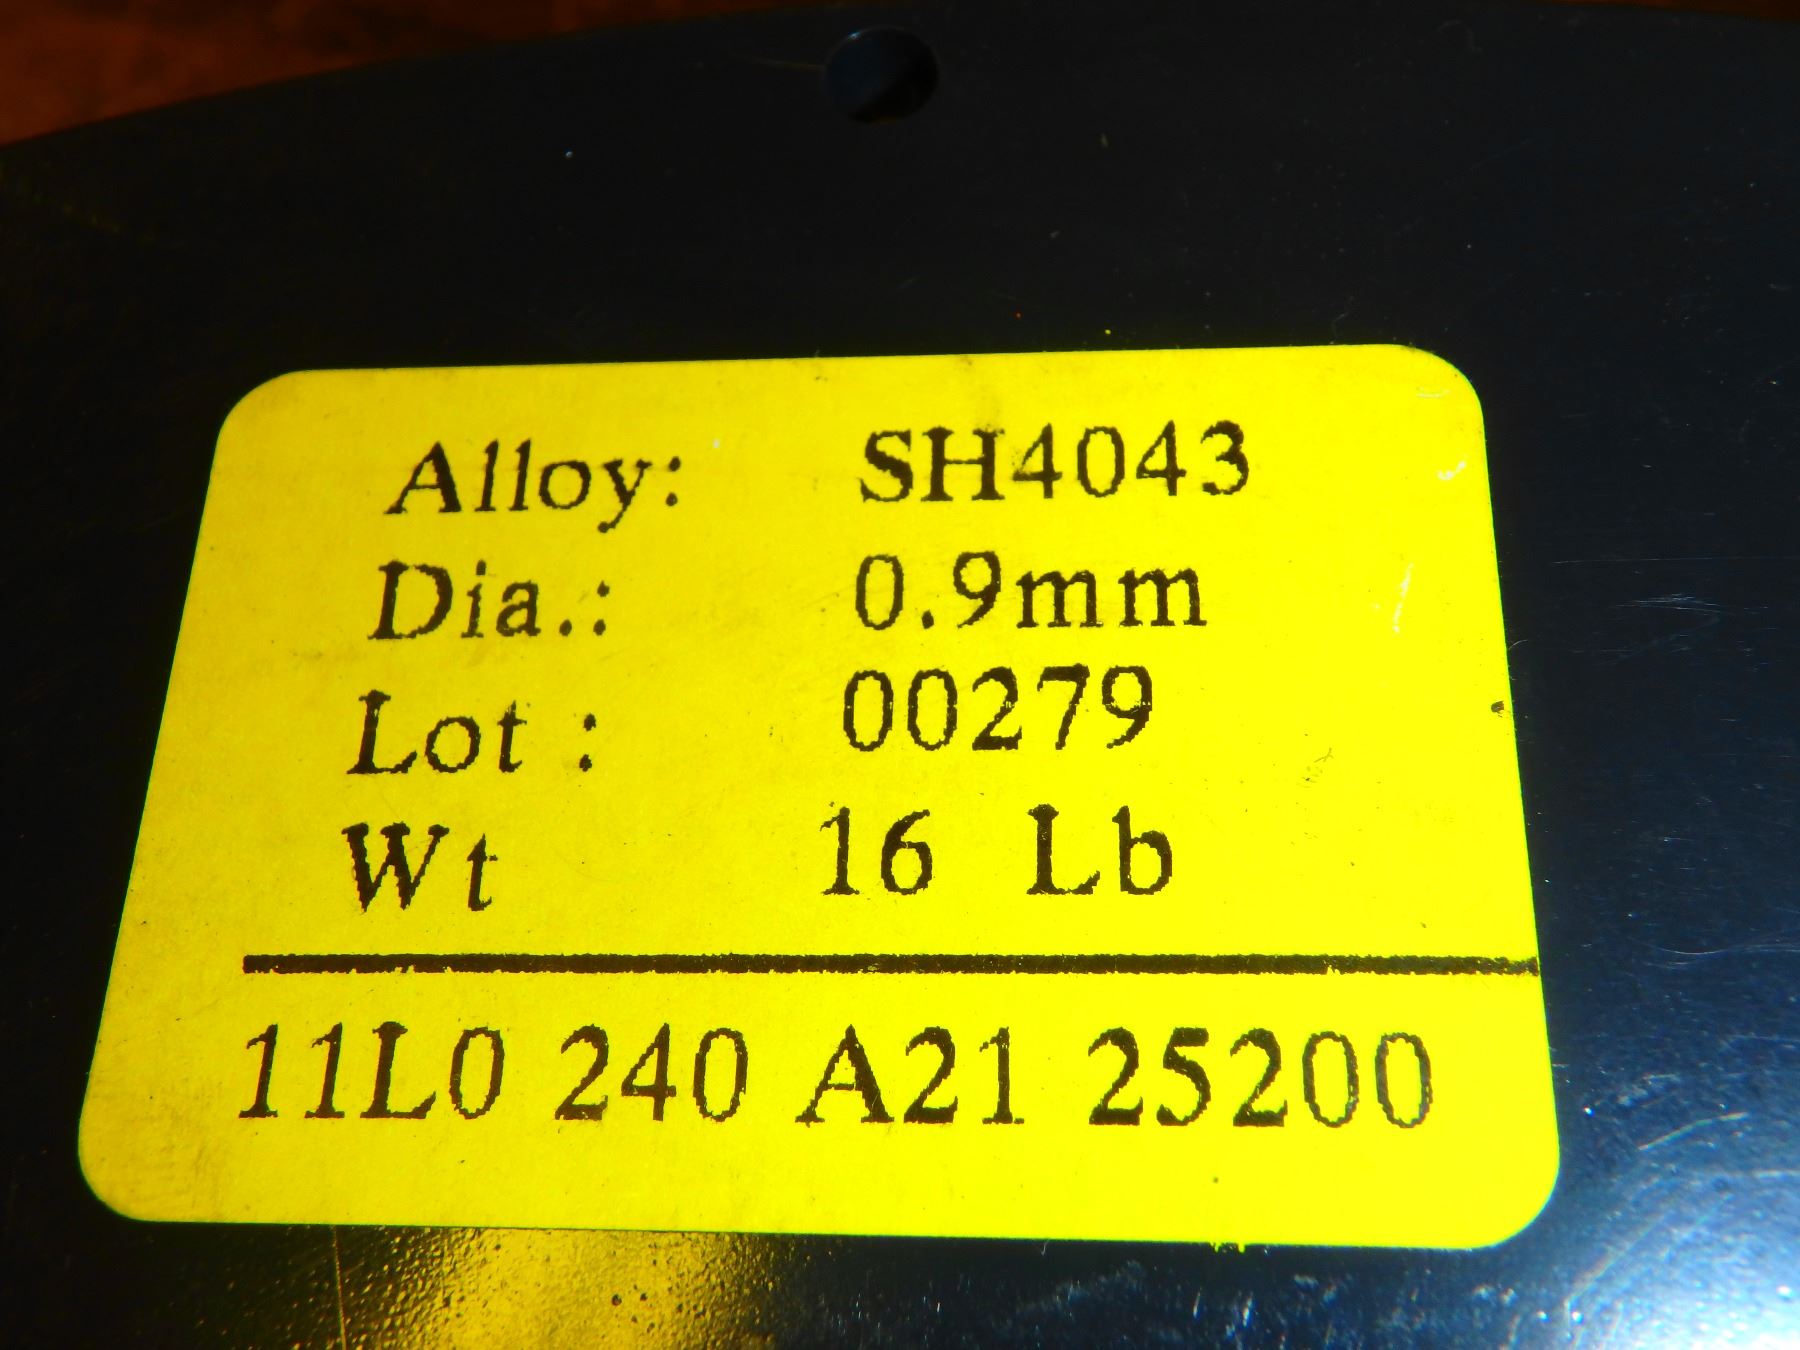 Alloy: SH4043
Dia.: 0.9mm
Lot : 00279
Wt 16 Lb
11L0 240 A21 25200